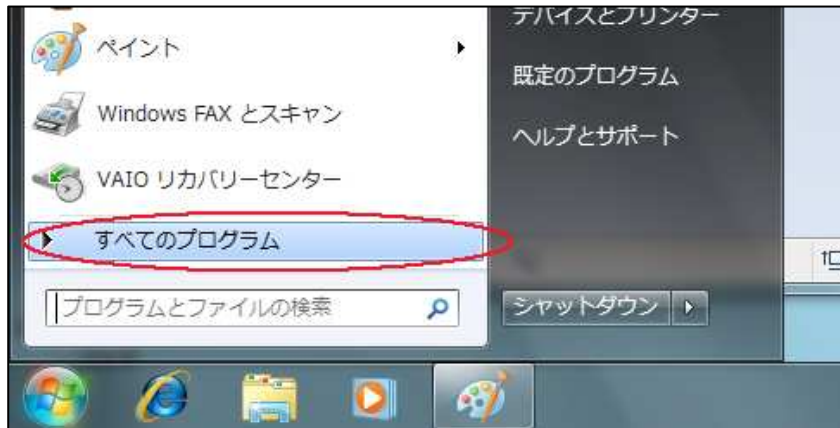 ペイント
Windows FAX とスキャン
VAIO リカバリーセンター
すべてのプログラム
プログラムとファイルの検索
デバイスとプリンター
既定のプログラム
ヘルプとサポート
シャットダウン